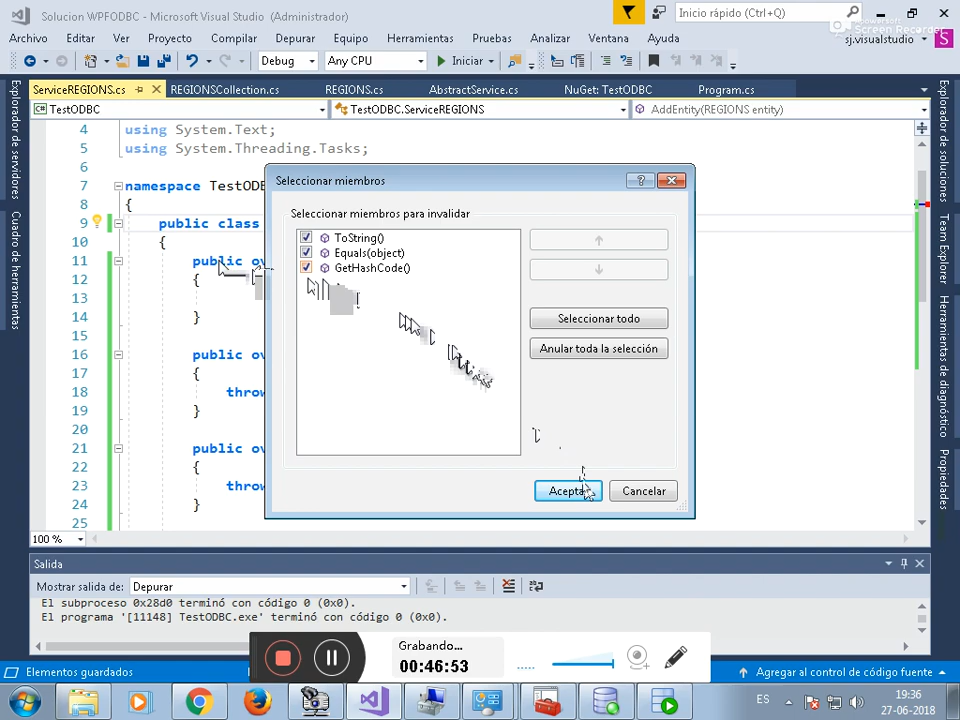 Solucion WPFODBC - Microsoft Visual Studio (Administrador)
Inicio rápido (Ctrl+Q)
Archivo Editar Ver Proyecto Compilar Depurar Equipo Herramientas Pruebas Analizar Ventana Ayuda
sj.visualstudio S
Debug Any CPU Iniciar
ServiceREGIONS.cs REGIONSCollection.cs REGIONS.cs AbstractService.cs NuGet: TestODBC Program.cs
TestODBC TestODBC.ServiceREGIONS AddEntity(REGIONS entity)
Explorador de servidores
Cuadro de herramientas
4 using System.Text;
5 using System.Threading.Tasks;
6
7 namespace TestODB
8 {
9 public class
10 {
11 public ov
12 {
13
14 }
15
16 public ov
17 {
18 throw
19 }
20
21 public ov
22 {
23 throw
24 }
25
Seleccionar miembros
Seleccionar miembros para invalidar
ToString()
Equals(object)
GetHashCode()
Seleccionar todo
Anular toda la selección
Cancelar
Explorador de soluciones
Team Explorer
Herramientas de diagnóstico
Propiedades
100 %
Salida
Mostrar salida de: Depurar
El subproceso 0x28d0 terminó con código 0 (0x0).
El programa '[11148] TestODBC.exe' terminó con código 0 (0x0).
Grabando...
00:46:53
Elementos guardados
Agregar al control de código fuente
ES
19:36
27-06-2018